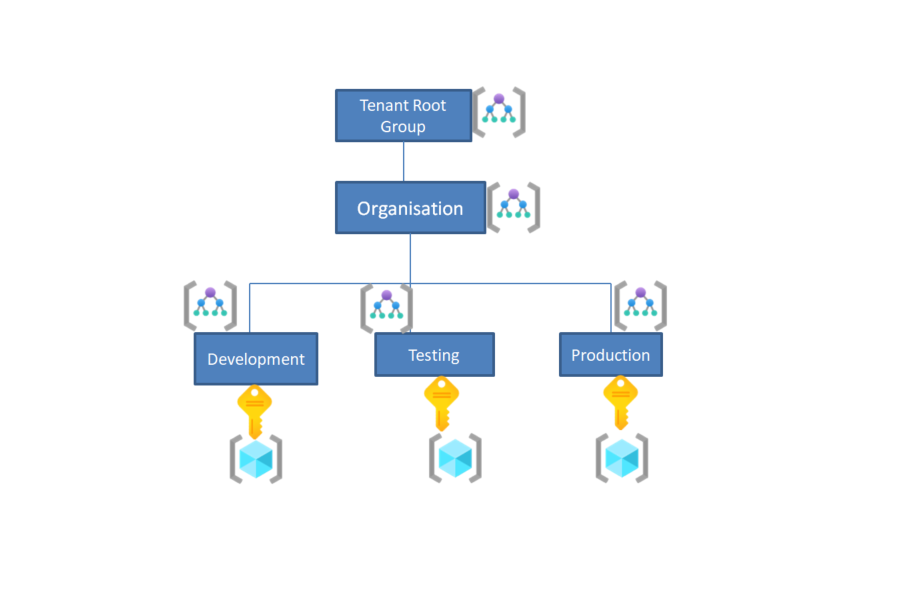 Tenant Root
Group
Organisation
Development
Testing
Production